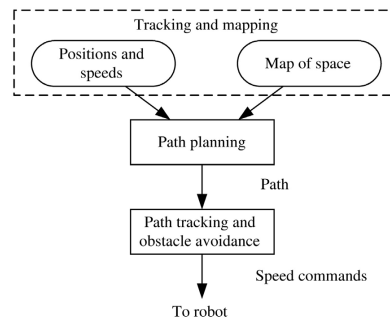 Tracking and mapping
Positions and
speeds
Map of space
Path planning
Path
Path tracking and
obstacle avoidance
Speed commands
To robot